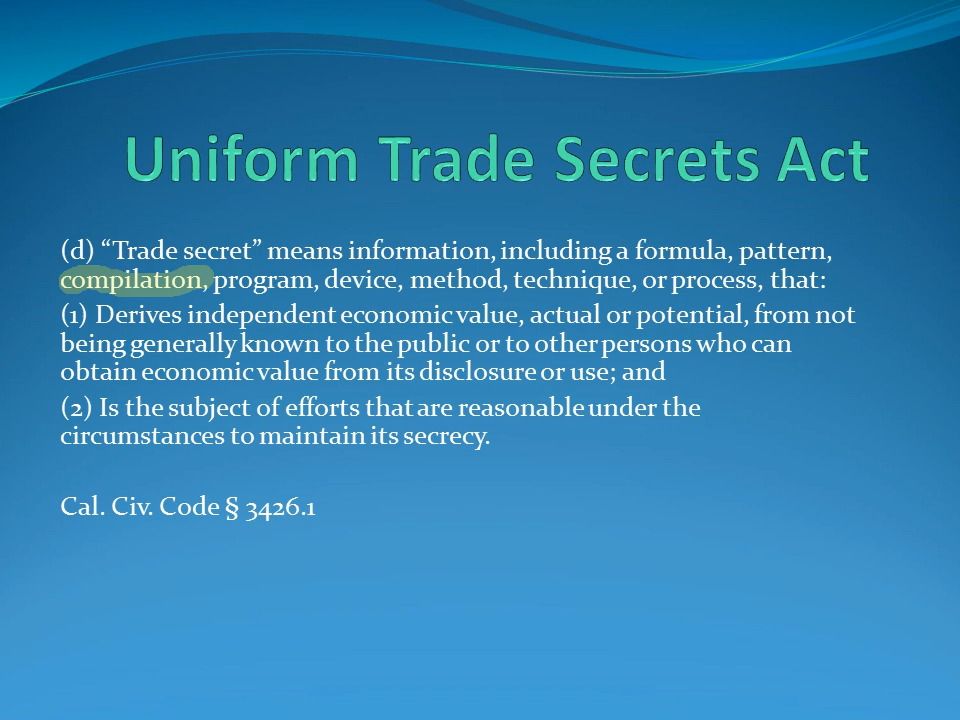 Uniform Trade Secrets Act
(d) “Trade secret” means information, including a formula, pattern,
compilation, program, device, method, technique, or process, that:
(1) Derives independent economic value, actual or potential, from not
being generally known to the public or to other persons who can
obtain economic value from its disclosure or use; and
(2) Is the subject of efforts that are reasonable under the
circumstances to maintain its secrecy.
Cal. Civ. Code § 3426.1